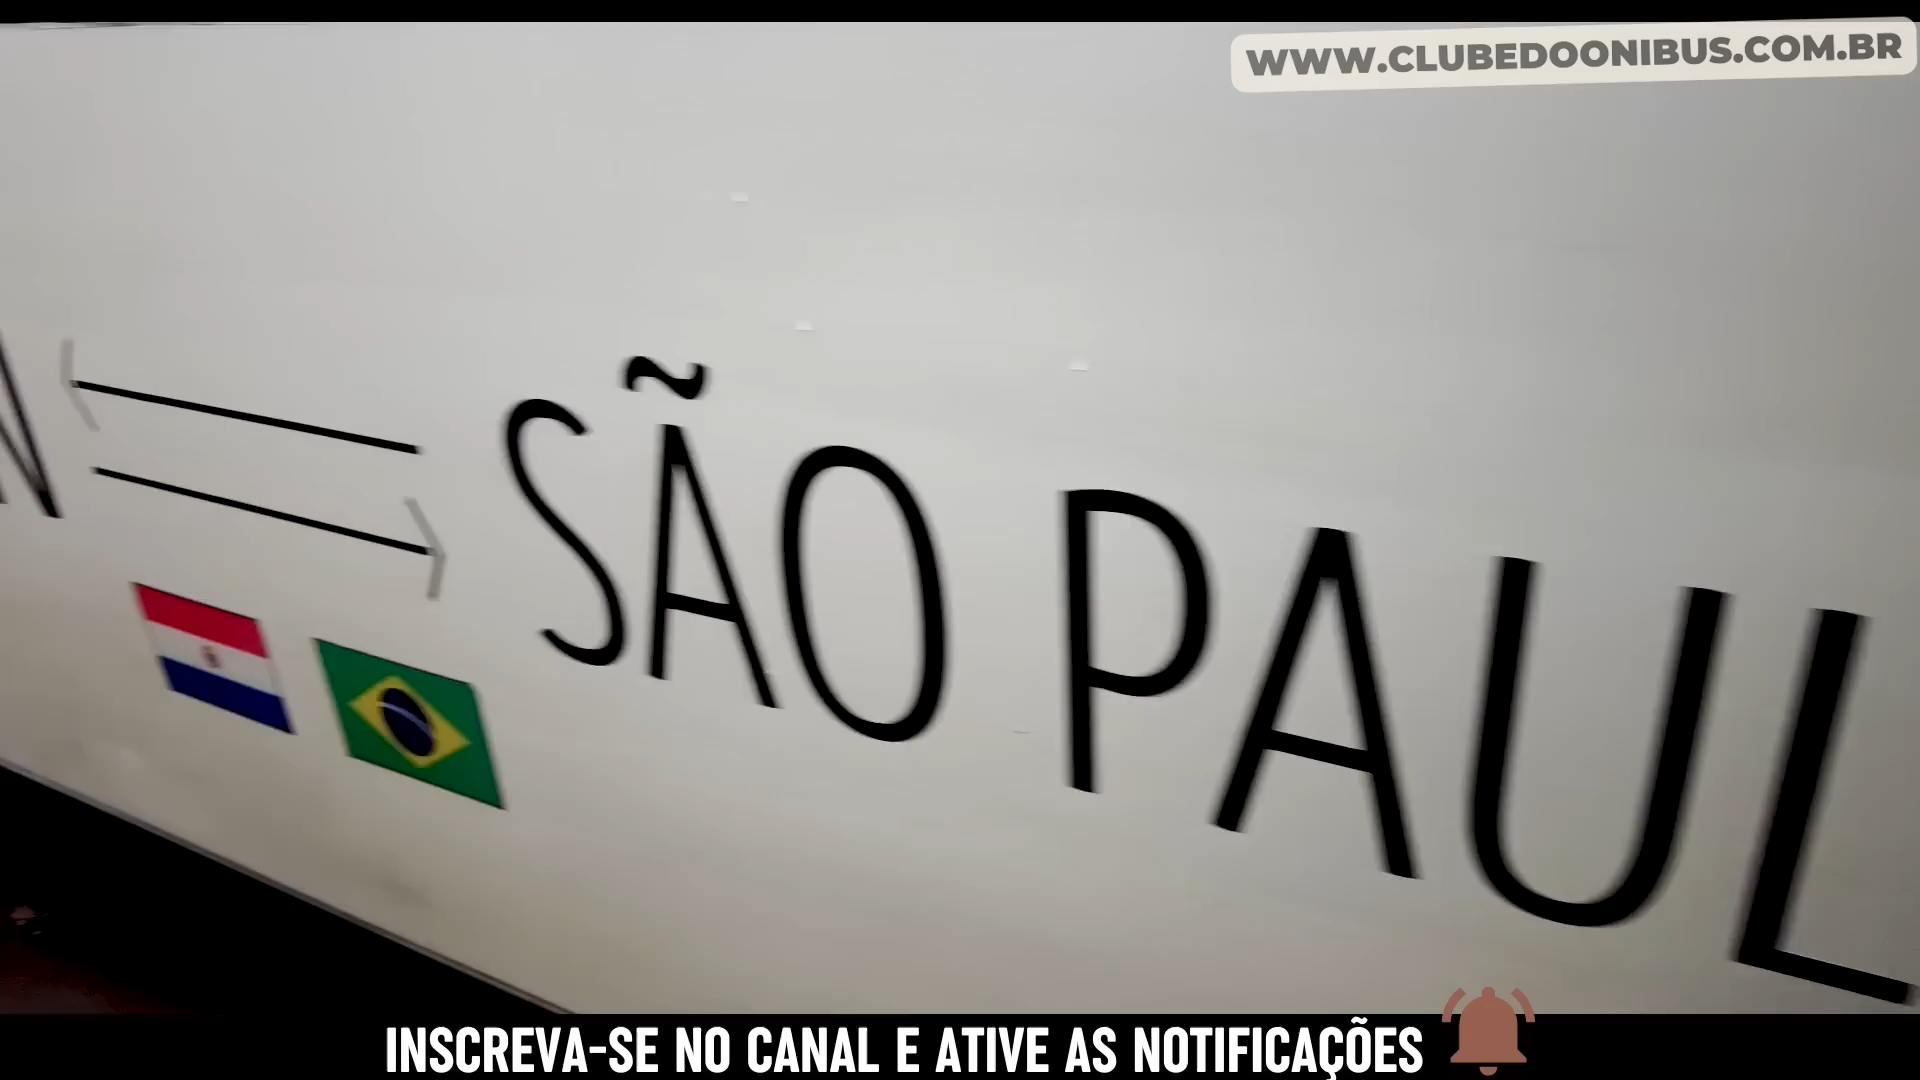 WWW.CLUBEDOONIBUS.COM.BR
N SÃO PAUL
INSCREVA-SE NO CANAL E ATIVE AS NOTIFICAÇÕES